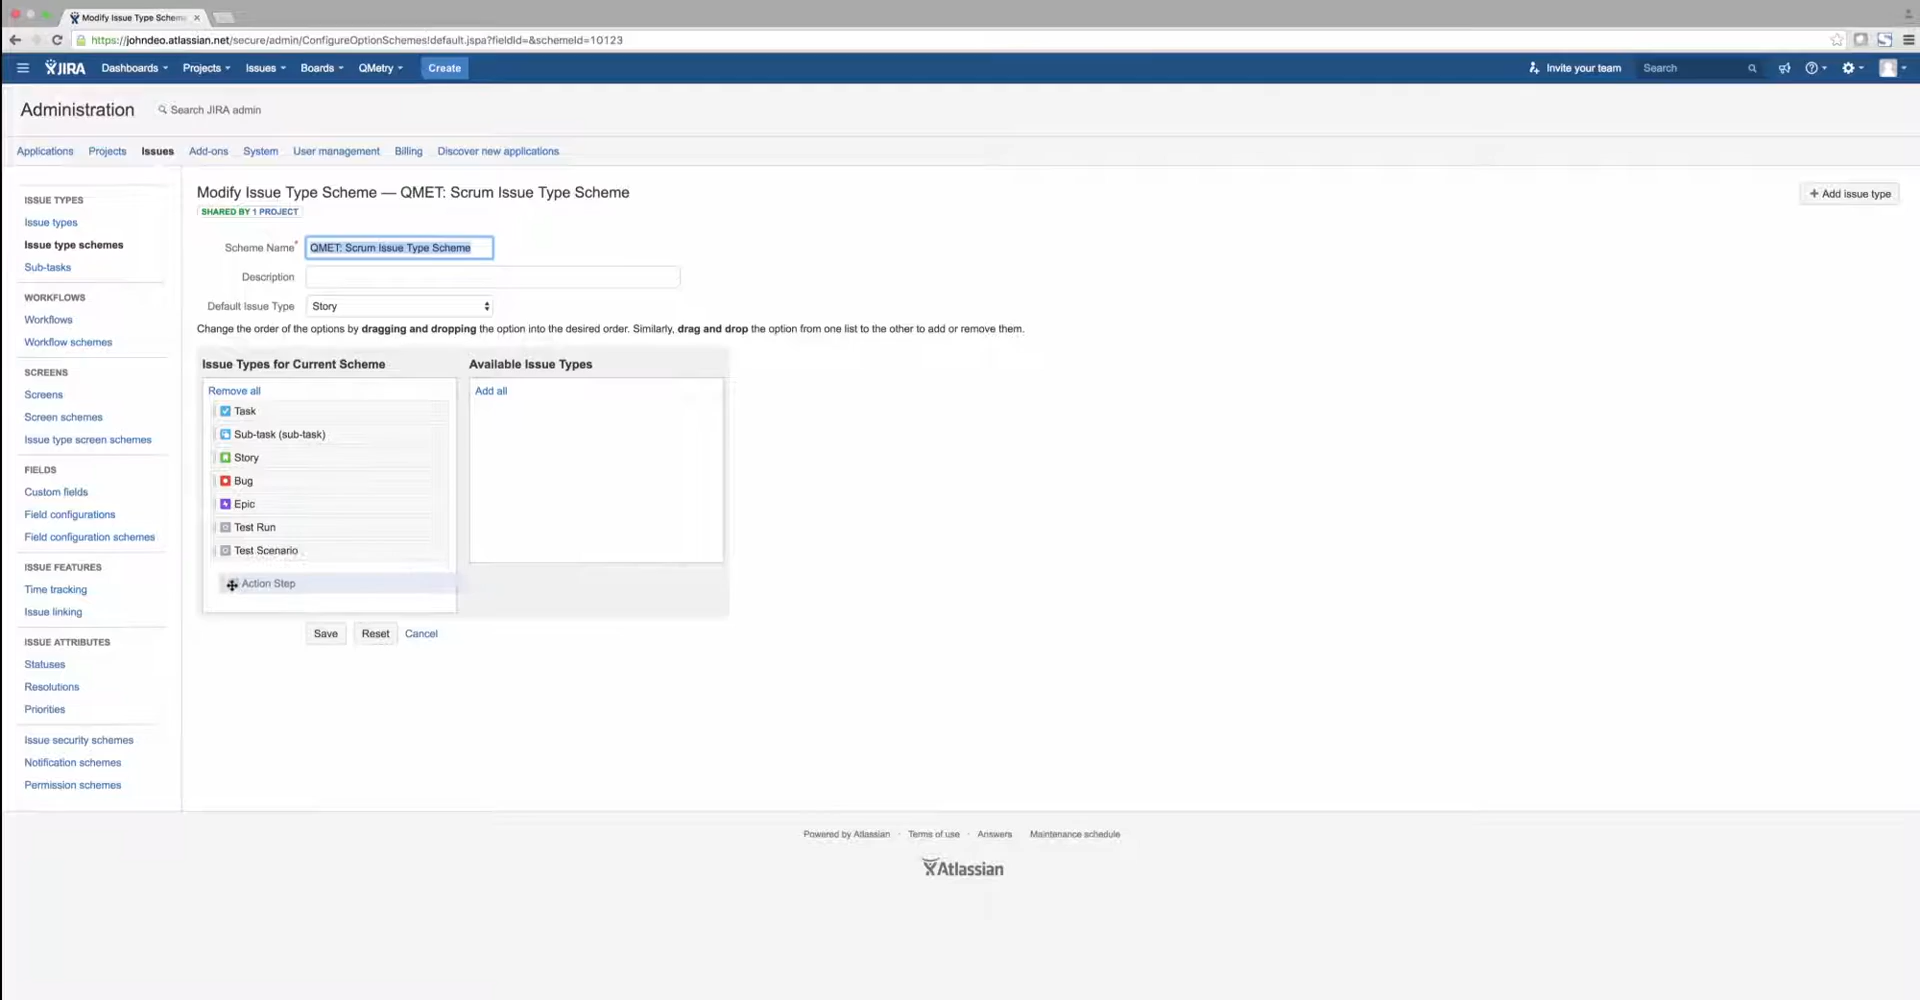 Modify Issue Type Scheme
https://johndeo.atlassian.net/secure/admin/ConfigureOptionSchemes!default.jspa?fieldId=&schemeId=10123
JIRA Dashboards Projects Issues Boards QMetry Create Invite your team Search
Administration Search JIRA admin
Applications Projects Issues Add-ons System User management Billing Discover new applications
ISSUE TYPES
Issue types
Issue type schemes
Sub-tasks
WORKFLOWS
Workflows
Workflow schemes
SCREENS
Screens
Screen schemes
Issue type screen schemes
FIELDS
Custom fields
Field configurations
Field configuration schemes
ISSUE FEATURES
Time tracking
Issue linking
ISSUE ATTRIBUTES
Statuses
Resolutions
Priorities
Issue security schemes
Notification schemes
Permission schemes
Modify Issue Type Scheme — QMET: Scrum Issue Type Scheme
+ Add issue type
SHARED BY 1 PROJECT
Scheme Name* QMET: Scrum Issue Type Scheme
Description
Default Issue Type Story
Change the order of the options by dragging and dropping the option into the desired order. Similarly, drag and drop the option from one list to the other to add or remove them.
Issue Types for Current Scheme
Remove all
Task
Sub-task (sub-task)
Story
Bug
Epic
Test Run
Test Scenario
Action Step
Available Issue Types
Add all
Save Reset Cancel
Powered by Atlassian · Terms of use · Answers Maintenance schedule
Atlassian